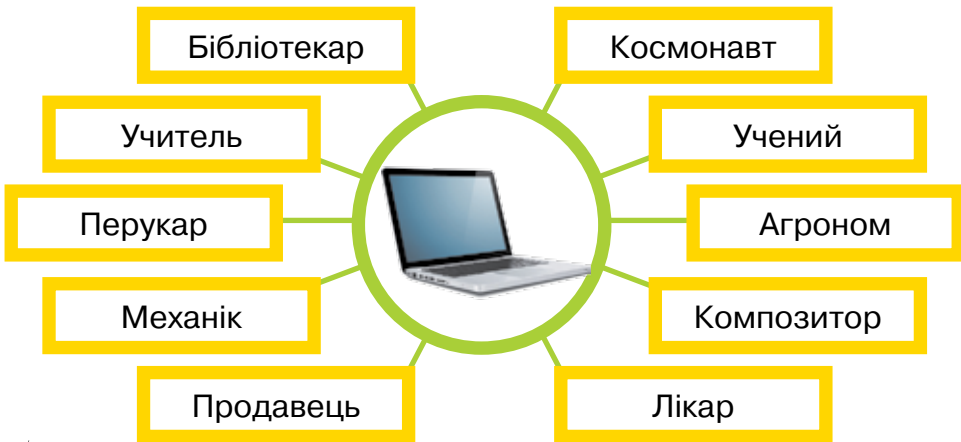 Бібліотекар
Космонавт
Учитель
Учений
Перукар
Агроном
Механік
Композитор
Продавець
Лікар